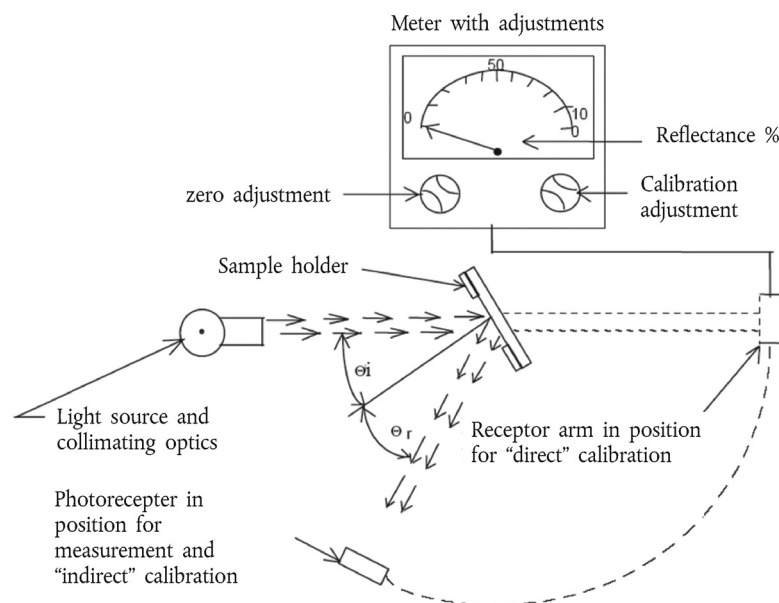 Meter with adjustments
50
0
10
0
Reflectance %
zero adjustment
Calibration
adjustment
Sample holder
Θi
Θr
Light source and
collimating optics
Receptor arm in position
for “direct” calibration
Photorecepter in
position for
measurement and
“indirect” calibration